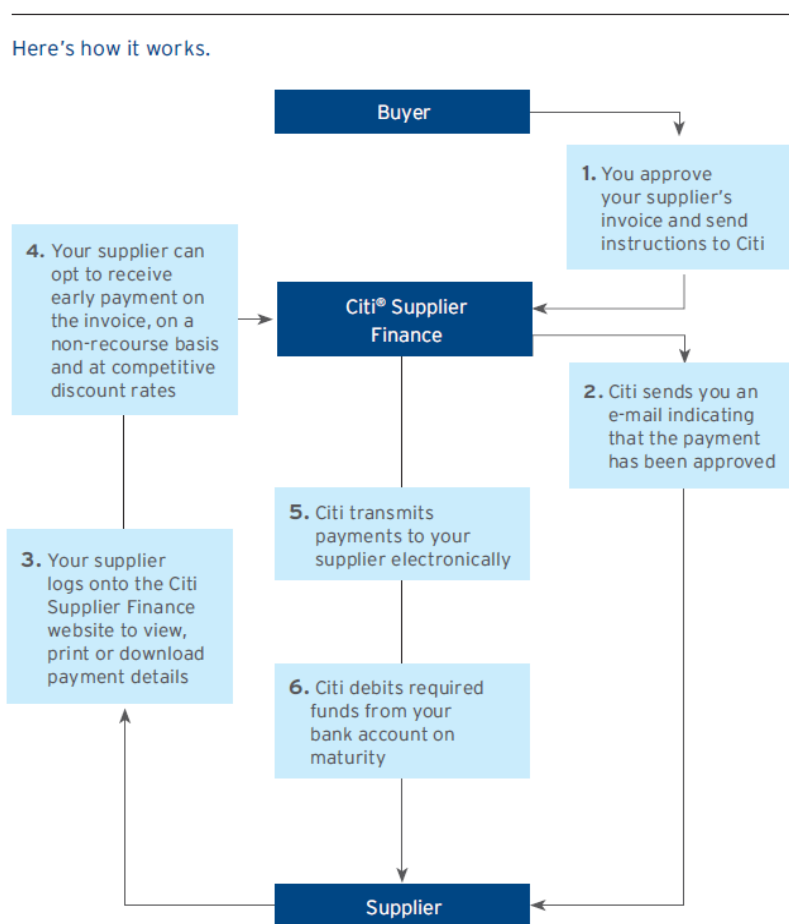 Here's how it works.
Buyer
1. You approve
your supplier's
invoice and send
instructions to Citi
4. Your supplier can
opt to receive
early payment on
the invoice, on a
non-recourse basis
and at competitive
discount rates
Citi® Supplier
Finance
2. Citi sends you an
e-mail indicating
that the payment
has been approved
5. Citi transmits
payments to your
supplier electronically
3. Your supplier
logs onto the Citi
Supplier Finance
website to view,
print or download
payment details
6. Citi debits required
funds from your
bank account on
maturity
Supplier